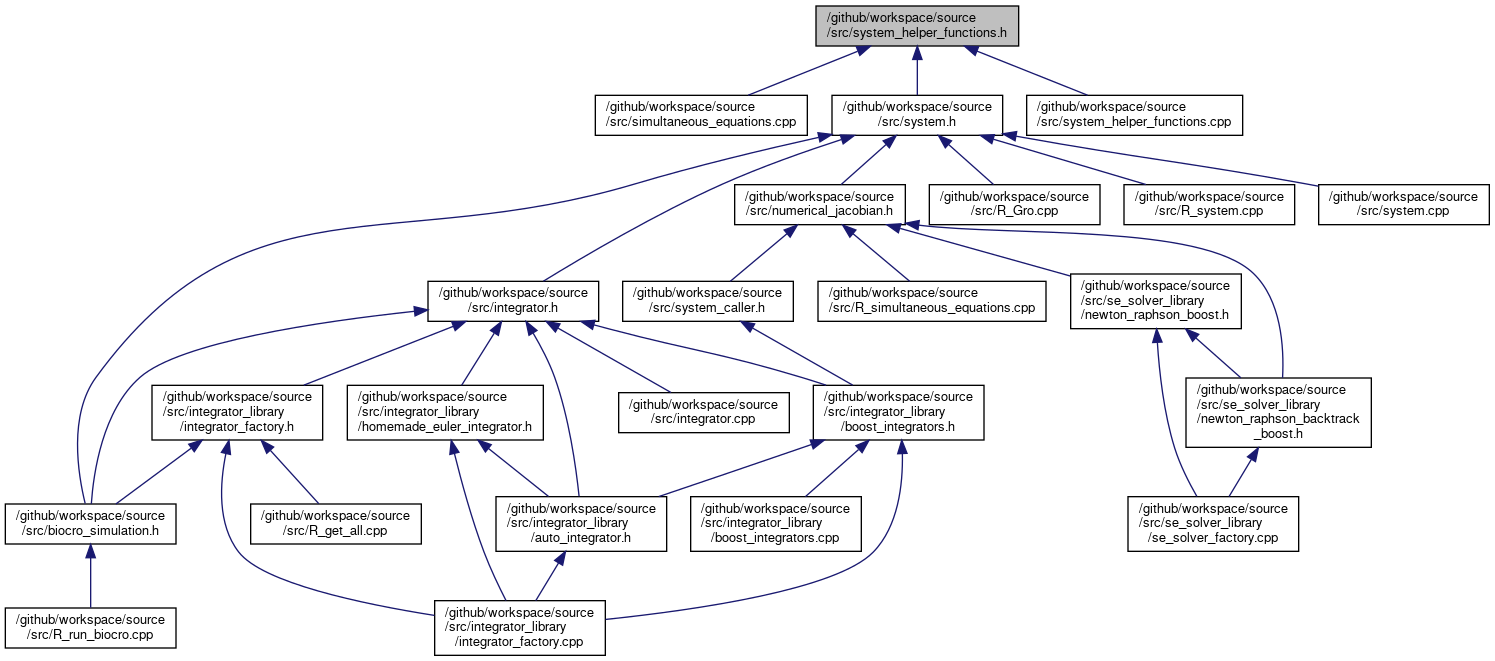 /github/workspace/source
/src/system_helper_functions.h
/github/workspace/source
/src/simultaneous_equations.cpp
/github/workspace/source
/src/system.h
/github/workspace/source
/src/system_helper_functions.cpp
/github/workspace/source
/src/numerical_jacobian.h
/github/workspace/source
/src/R_Gro.cpp
/github/workspace/source
/src/R_system.cpp
/github/workspace/source
/src/system.cpp
/github/workspace/source
/src/integrator.h
/github/workspace/source
/src/system_caller.h
/github/workspace/source
/src/R_simultaneous_equations.cpp
/github/workspace/source
/src/se_solver_library
/newton_raphson_boost.h
/github/workspace/source
/src/integrator_library
/integrator_factory.h
/github/workspace/source
/src/integrator_library
/homemade_euler_integrator.h
/github/workspace/source
/src/integrator.cpp
/github/workspace/source
/src/integrator_library
/boost_integrators.h
/github/workspace/source
/src/se_solver_library
/newton_raphson_backtrack
_boost.h
/github/workspace/source
/src/biocro_simulation.h
/github/workspace/source
/src/R_get_all.cpp
/github/workspace/source
/src/integrator_library
/auto_integrator.h
/github/workspace/source
/src/integrator_library
/boost_integrators.cpp
/github/workspace/source
/src/se_solver_library
/se_solver_factory.cpp
/github/workspace/source
/src/R_run_biocro.cpp
/github/workspace/source
/src/integrator_library
/integrator_factory.cpp